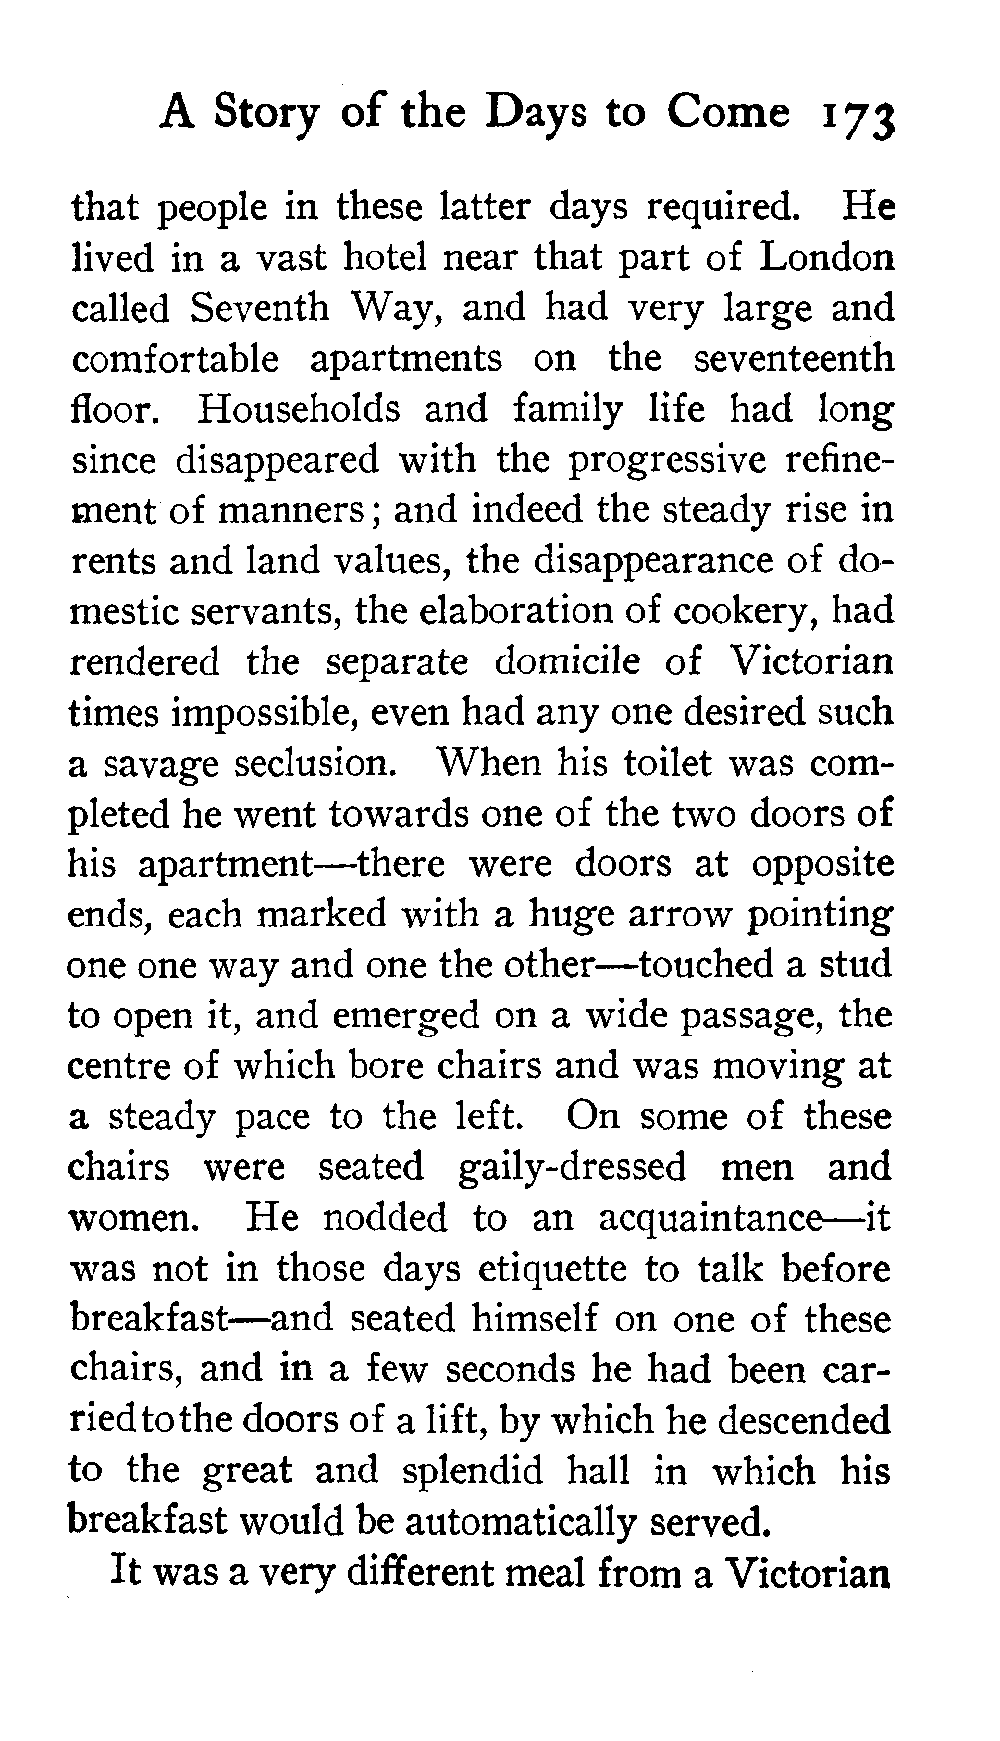 A Story of the Days to Come 173
that people in these latter days required. He
lived in a vast hotel near that part of London
called Seventh Way, and had very large and
comfortable apartments on the seventeenth
floor. Households and family life had long
since disappeared with the progressive refine-
ment of manners; and indeed the steady rise in
rents and land values, the disappearance of do-
mestic servants, the elaboration of cookery, had
rendered the separate domicile of Victorian
times impossible, even had any one desired such
a savage seclusion. When his toilet was com-
pleted he went towards one of the two doors of
his apartment—there were doors at opposite
ends, each marked with a huge arrow pointing
one one way and one the other—touched a stud
to open it, and emerged on a wide passage, the
centre of which bore chairs and was moving at
a steady pace to the left. On some of these
chairs were seated gaily-dressed men and
women. He nodded to an acquaintance—it
was not in those days etiquette to talk before
breakfast—and seated himself on one of these
chairs, and in a few seconds he had been car-
ried to the doors of a lift, by which he descended
to the great and splendid hall in which his
breakfast would be automatically served.
It was a very different meal from a Victorian